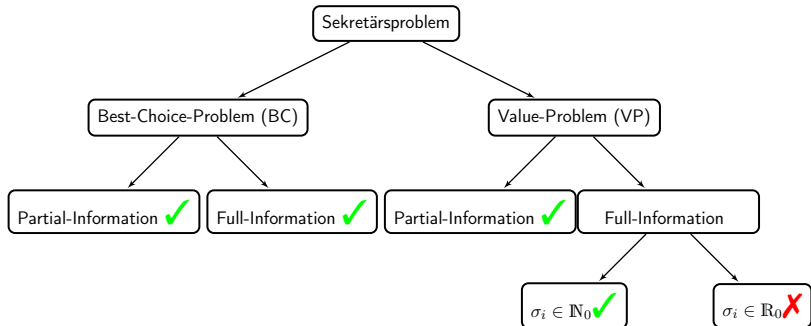 Sekretärsproblem
Best-Choice-Problem (BC)
Value-Problem (VP)
Partial-Information ✓
Full-Information ✓
Partial-Information ✓
Full-Information
σᵢ ∈ ℕ₀ ✓
σᵢ ∈ ℝ₀ ✗